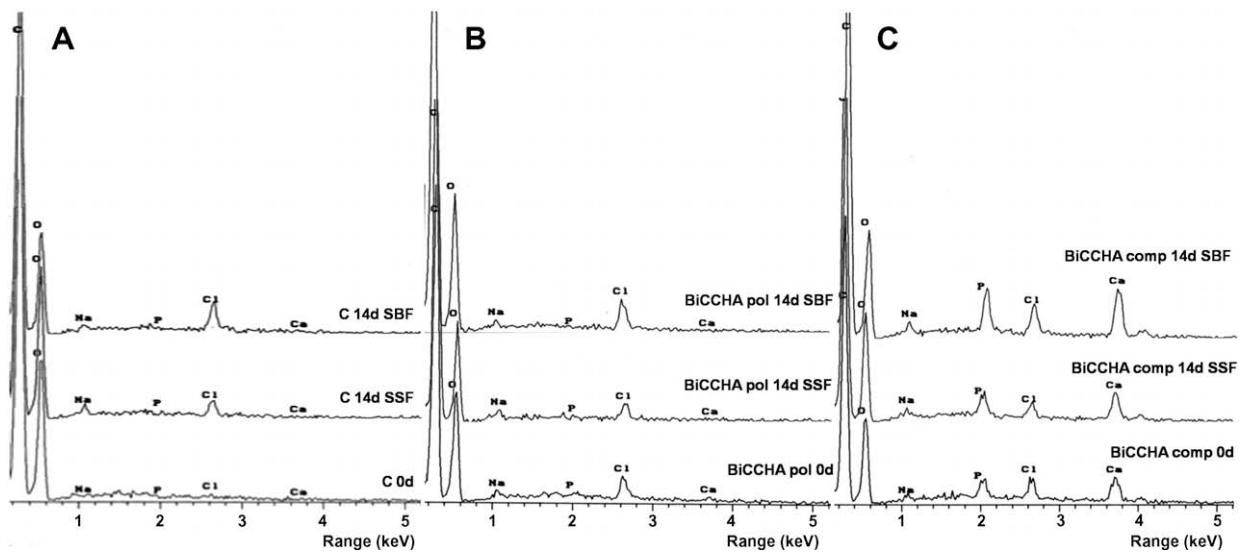 A
C
O
O
Na
P
Cl
Ca
C 14d SBF
O
Na
P
Cl
Ca
C 14d SSF
Na
P
Cl
Ca
C 0d
1
2
3
4
5
Range (keV)
B
C
O
Na
P
Cl
Ca
BiCCHA pol 14d SBF
C
O
Na
P
Cl
Ca
BiCCHA pol 14d SSF
O
Na
P
Cl
BiCCHA pol 0d
1
2
3
4
5
Range (keV)
C
C
O
Na
P
Cl
Ca
BiCCHA comp 14d SBF
C
O
Na
P
Cl
Ca
BiCCHA comp 14d SSF
O
Na
P
Cl
Ca
BiCCHA comp 0d
1
2
3
4
5
Range (keV)